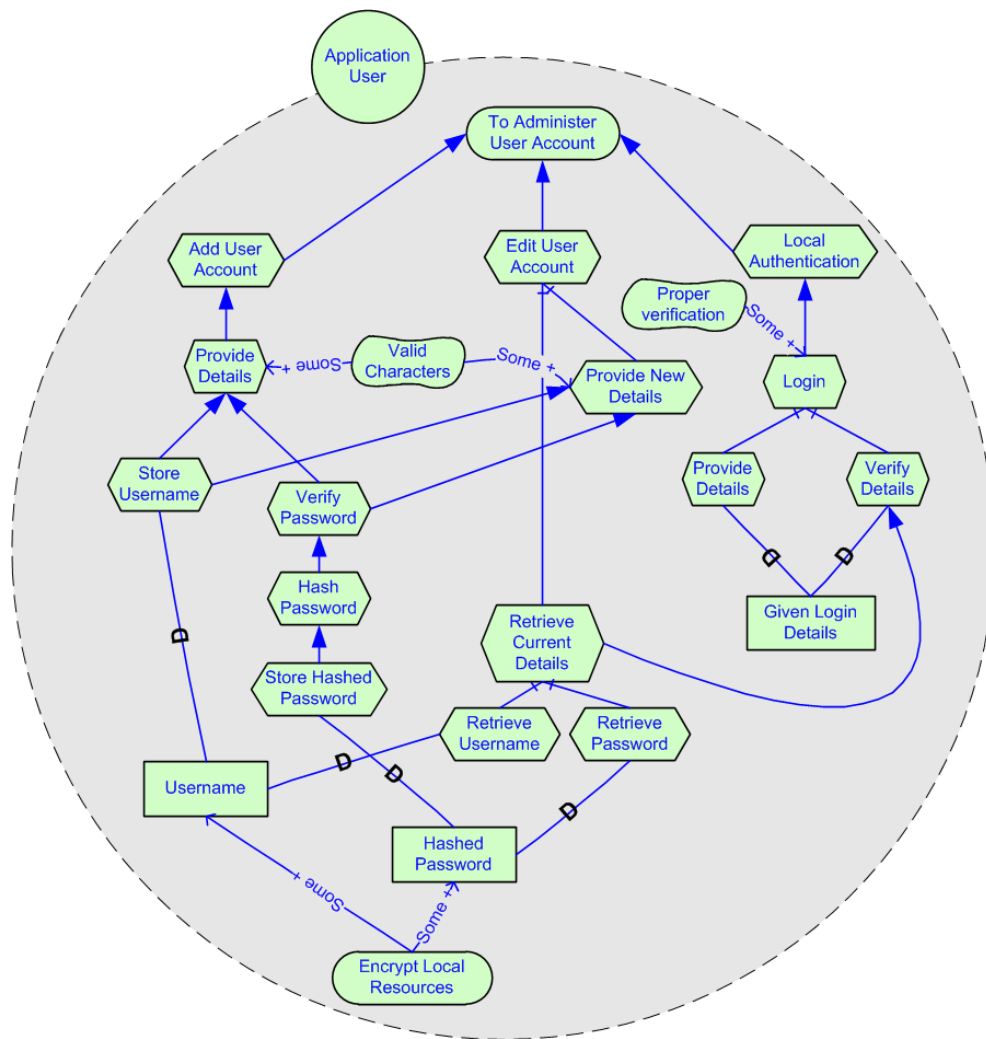 Application
User
To Administer
User Account
Add User
Account
Edit User
Account
Local
Authentication
Proper
verification
Some +
Provide
Details
Some +
Valid
Characters
Some +
Provide New
Details
Login
Store
Username
Verify
Password
Provide
Details
Verify
Details
D
D
Hash
Password
Given Login
Details
Retrieve
Current
Details
D
Store Hashed
Password
Retrieve
Username
Retrieve
Password
Username
D
D
D
Hashed
Password
Some +
Some +
Encrypt Local
Resources